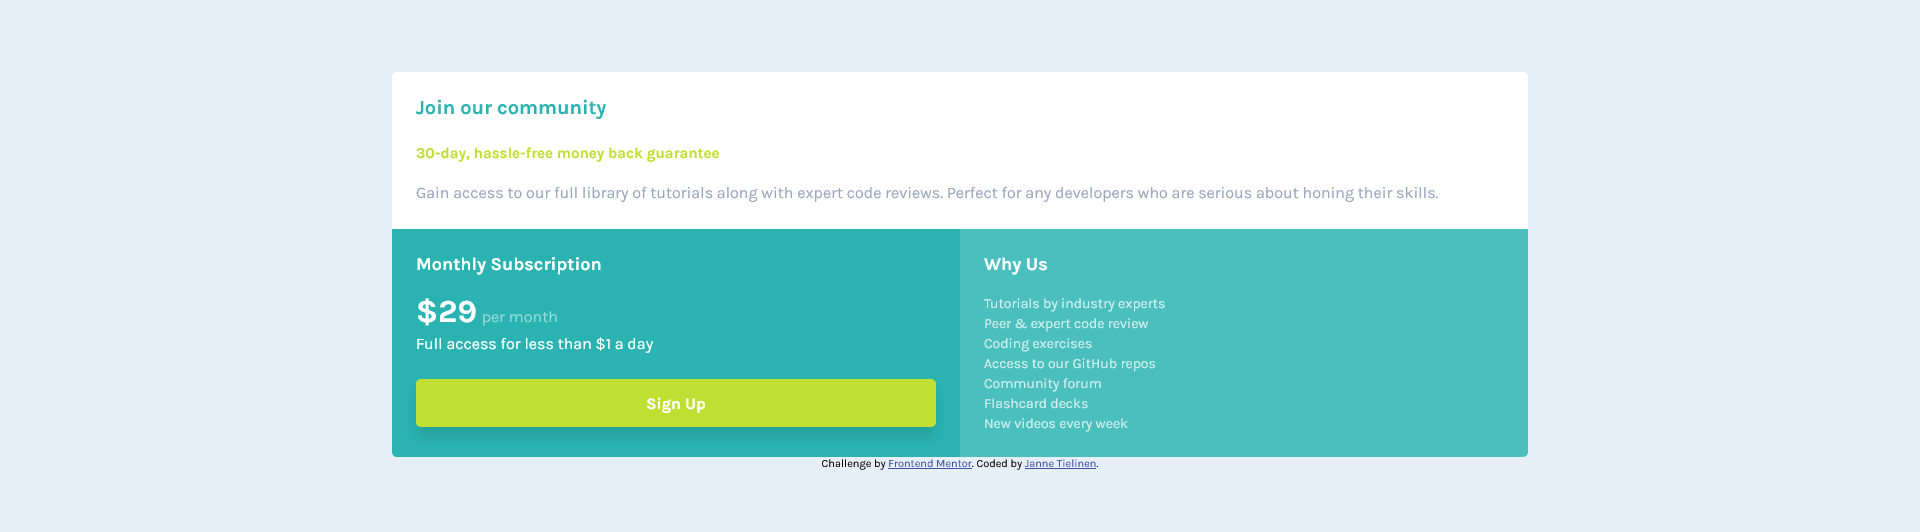 Join our community
30-day, hassle-free money back guarantee
Gain access to our full library of tutorials along with expert code reviews. Perfect for any developers who are serious about honing their skills.
Monthly Subscription
$29 per month
Full access for less than $1 a day
Sign Up
Why Us
Tutorials by industry experts
Peer & expert code review
Coding exercises
Access to our GitHub repos
Community forum
Flashcard decks
New videos every week
Challenge by Frontend Mentor. Coded by Janne Tielinen.